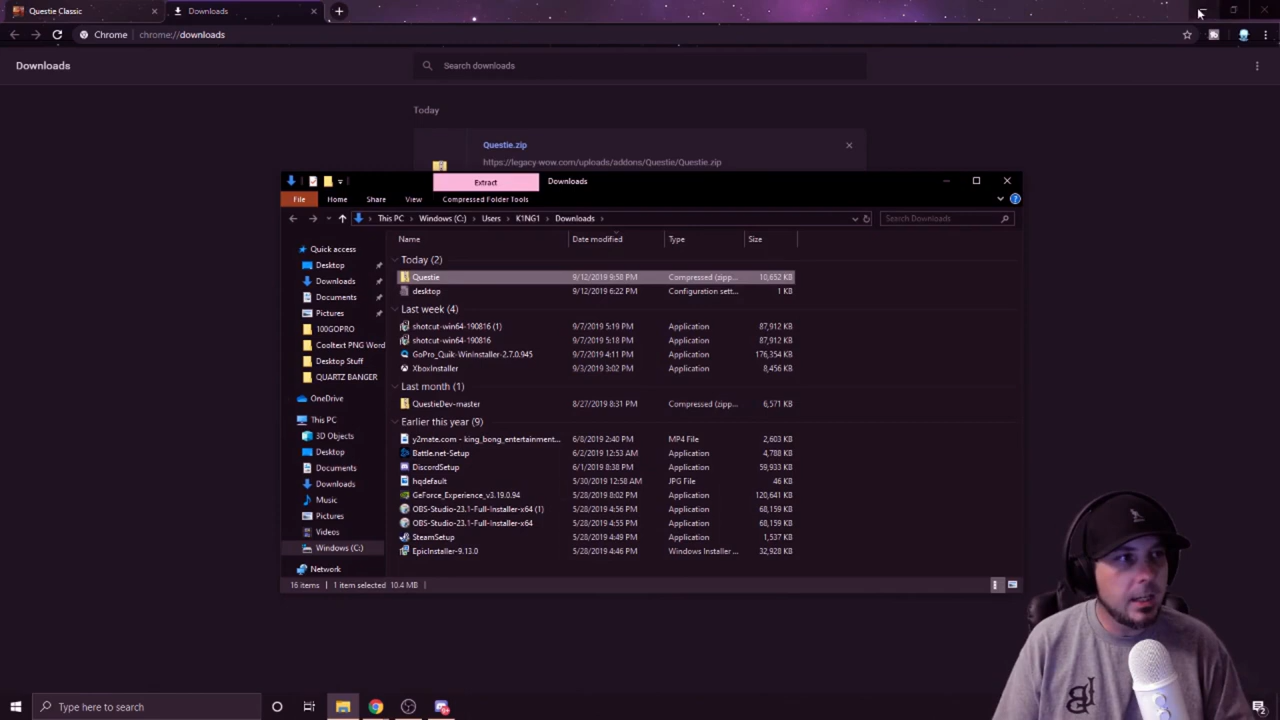 Questie Classic
Downloads
Chrome
chrome://downloads
Downloads
Search downloads
Today
Questie.zip
https://legacy-wow.com/uploads/addons/Questie/Questie.zip
Extract
Downloads
File
Home
Share
View
Compressed Folder Tools
This PC > Windows (C:) > Users > K1NG1 > Downloads >
Search Downloads
Name
Date modified
Type
Size
Quick access
Desktop
Downloads
Documents
Pictures
100GOPRO
Cooltext PNG Word
Desktop Stuff
QUARTZ BANGER
OneDrive
This PC
3D Objects
Desktop
Documents
Downloads
Music
Pictures
Videos
Windows (C:)
Network
Today (2)
Questie 9/12/2019 9:58 PM Compressed (zipp... 10,652 KB
desktop 9/12/2019 6:22 PM Configuration sett... 1 KB
Last week (4)
shotcut-win64-190816 (1) 9/7/2019 5:19 PM Application 87,912 KB
shotcut-win64-190816 9/7/2019 5:18 PM Application 87,912 KB
GoPro_Quik-WinInstaller-2.7.0.945 9/7/2019 4:11 PM Application 176,354 KB
XboxInstaller 9/3/2019 3:02 PM Application 8,456 KB
Last month (1)
QuestieDev-master 8/27/2019 8:31 PM Compressed (zipp... 6,571 KB
Earlier this year (9)
y2mate.com - king_bong_entertainment... 6/8/2019 2:40 PM MP4 File 2,603 KB
Battle.net-Setup 6/2/2019 12:53 AM Application 4,788 KB
DiscordSetup 6/1/2019 8:38 PM Application 59,933 KB
hqdefault 5/30/2019 12:58 AM JPG File 46 KB
GeForce_Experience_v3.19.0.94 5/28/2019 8:02 PM Application 120,641 KB
OBS-Studio-23.1-Full-Installer-x64 (1) 5/28/2019 4:56 PM Application 68,159 KB
OBS-Studio-23.1-Full-Installer-x64 5/28/2019 4:55 PM Application 68,159 KB
SteamSetup 5/28/2019 4:49 PM Application 1,537 KB
EpicInstaller-9.13.0 5/28/2019 4:46 PM Windows Installer ... 32,928 KB
16 items
1 item selected 10.4 MB
Type here to search